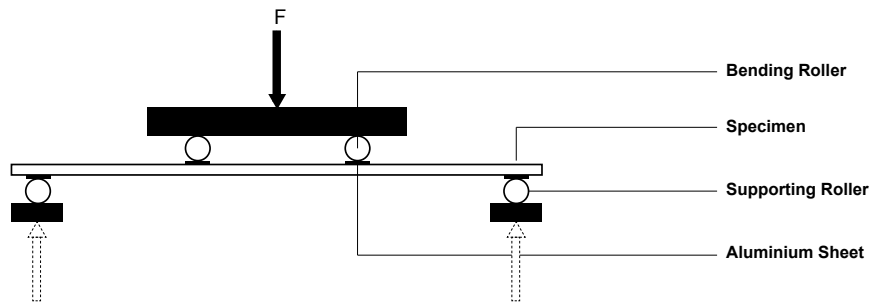 F
Bending Roller
Specimen
Supporting Roller
Aluminium Sheet